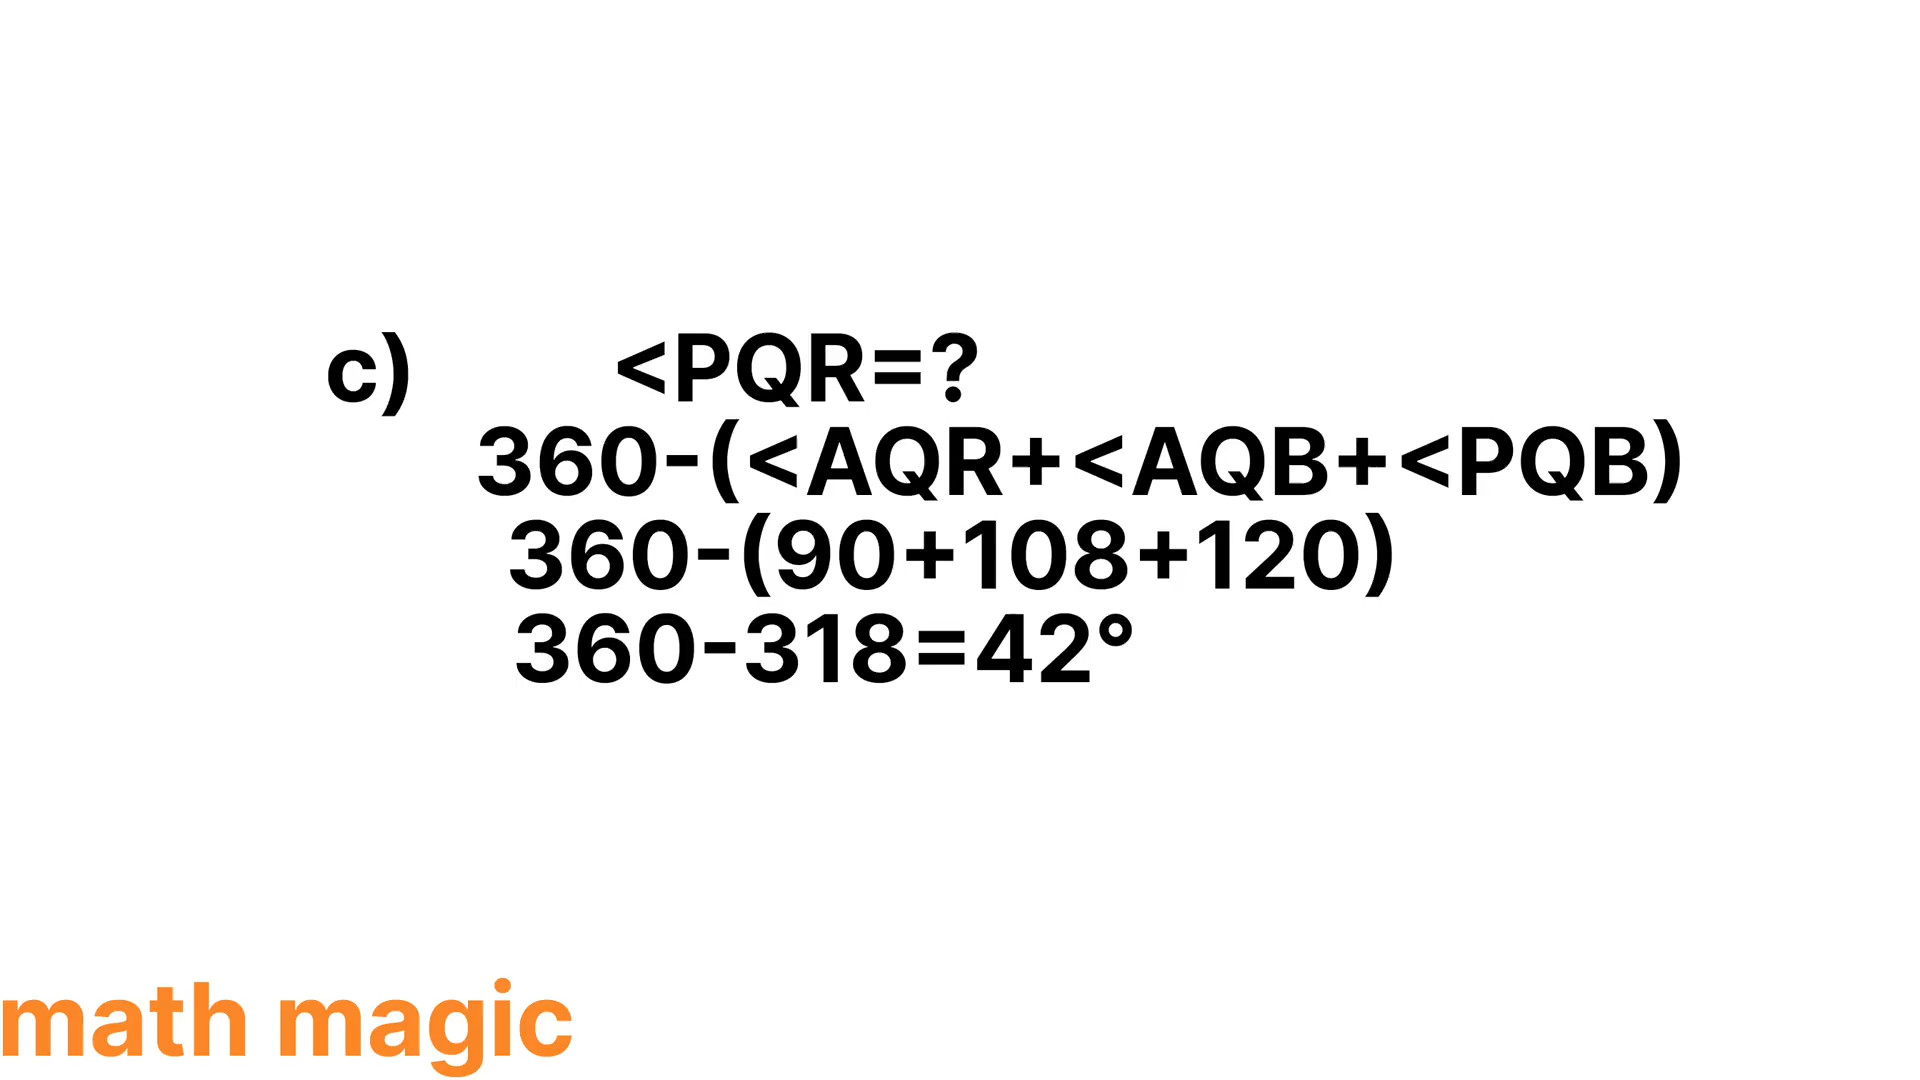 c) <PQR=?
360-(<AQR+<AQB+<PQB)
360-(90+108+120)
360-318=42°
math magic